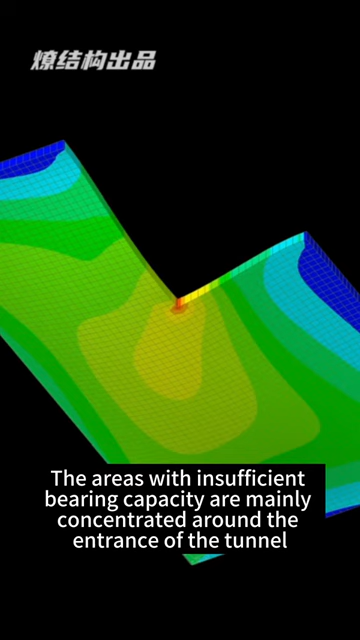 燎结构出品
The areas with insufficient
bearing capacity are mainly
concentrated around the
entrance of the tunnel